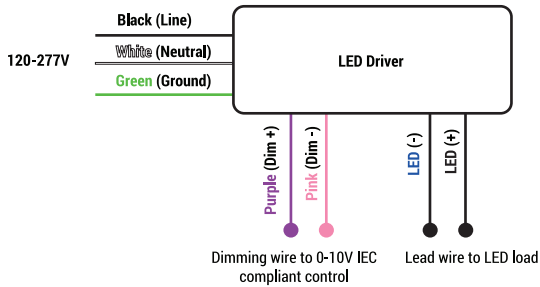 Black (Line)
White (Neutral)
120-277V
Green (Ground)
LED Driver
Purple (Dim +)
Pink (Dim -)
LED (-)
LED (+)
Dimming wire to 0-10V IEC
compliant control
Lead wire to LED load